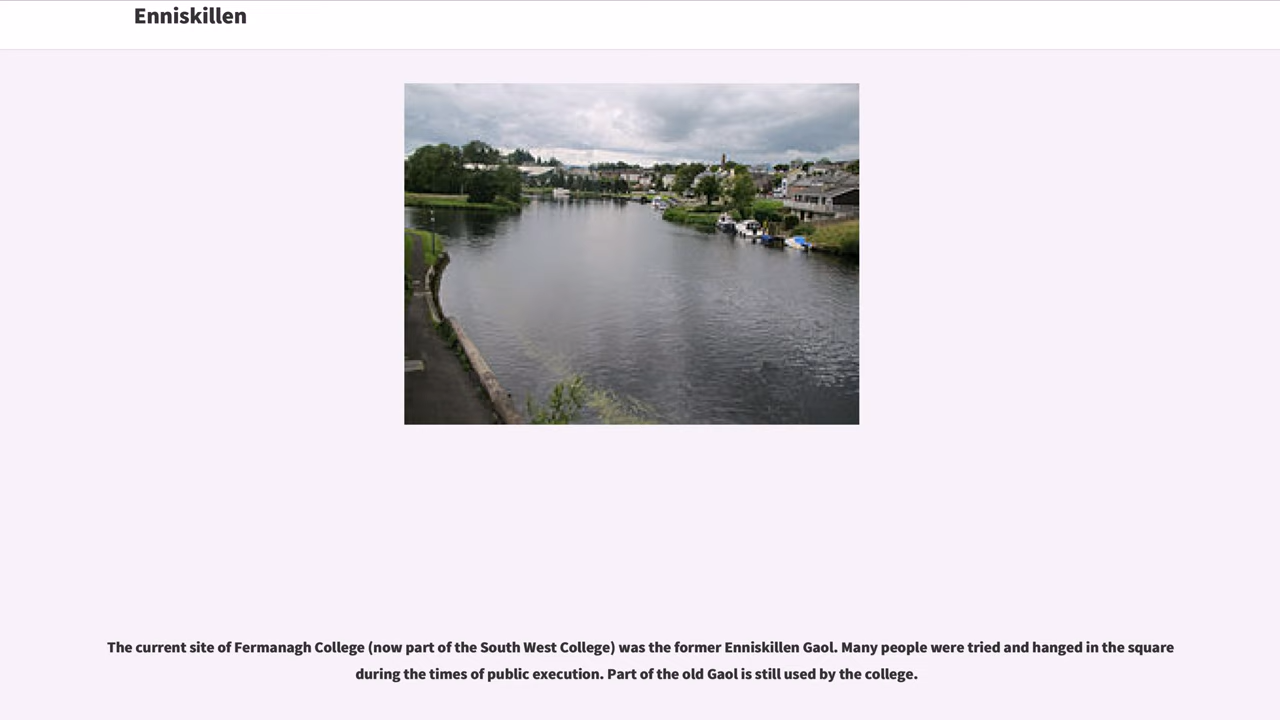 Enniskillen
The current site of Fermanagh College (now part of the South West College) was the former Enniskillen Gaol. Many people were tried and hanged in the square
during the times of public execution. Part of the old Gaol is still used by the college.